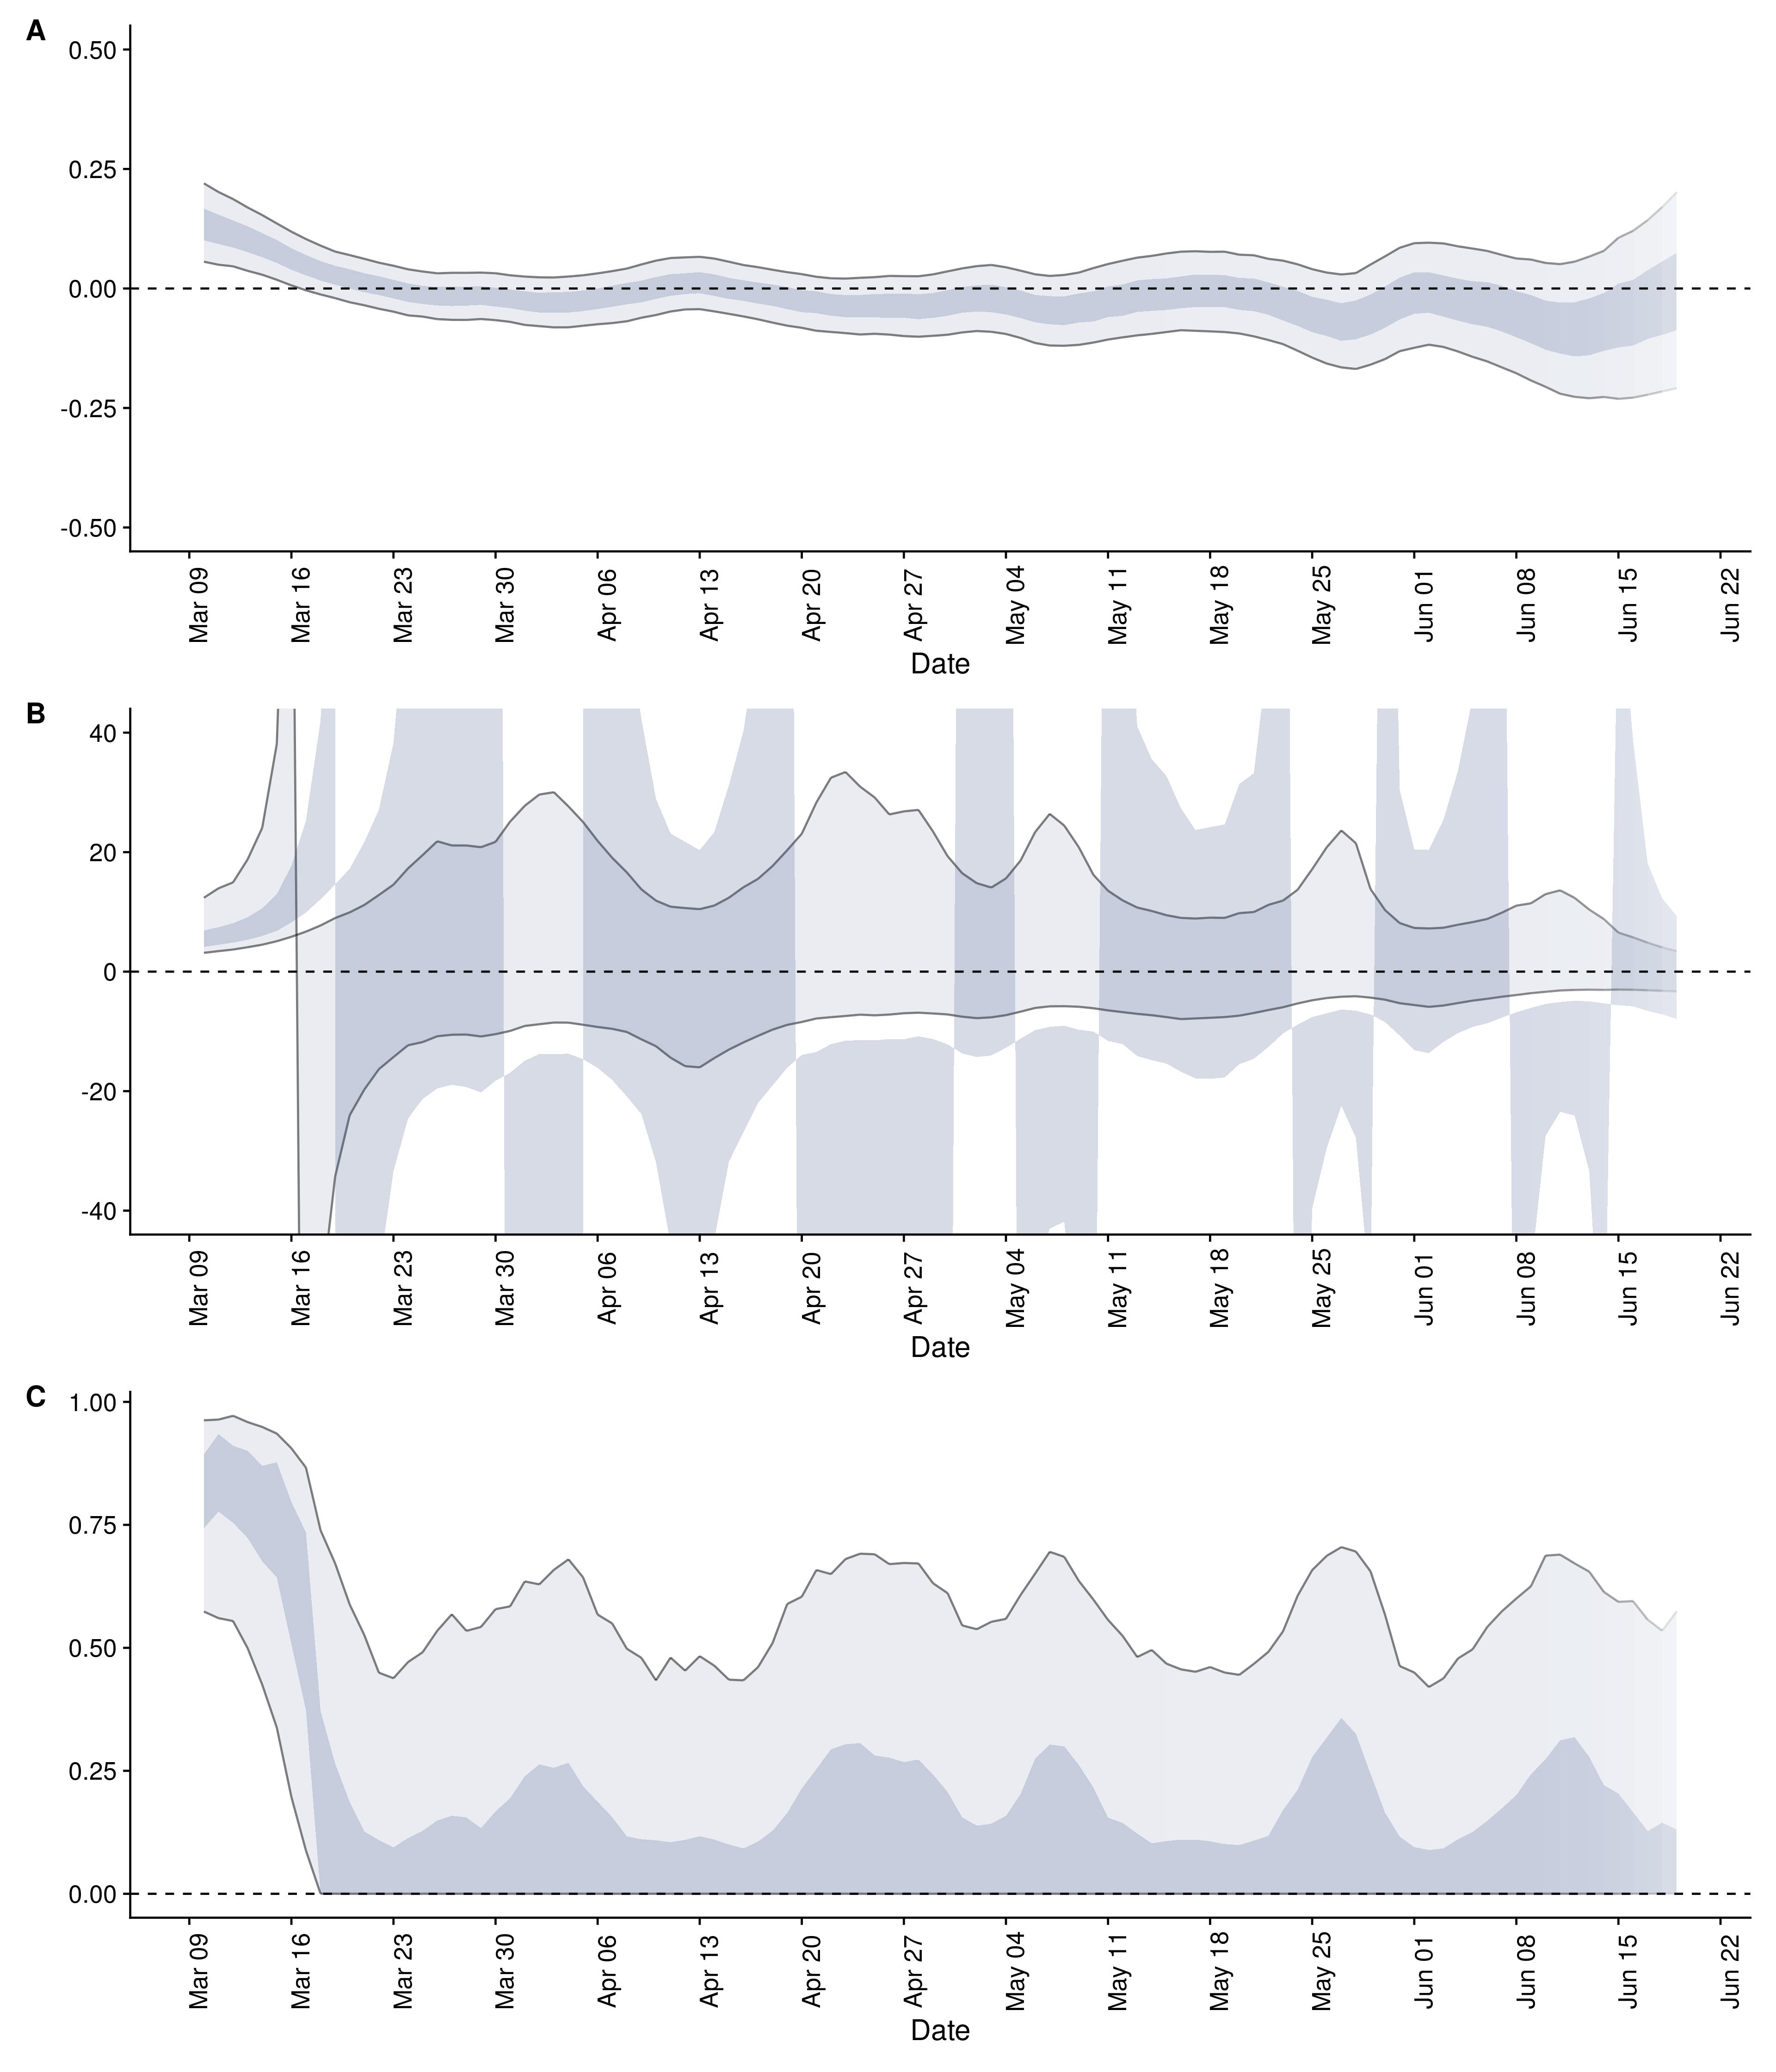 A
0.50
0.25
0.00
-0.25
-0.50
Mar 09
Mar 16
Mar 23
Mar 30
Apr 06
Apr 13
Apr 20
Apr 27
May 04
May 11
May 18
May 25
Jun 01
Jun 08
Jun 15
Jun 22
Date
B
40
20
0
-20
-40
Mar 09
Mar 16
Mar 23
Mar 30
Apr 06
Apr 13
Apr 20
Apr 27
May 04
May 11
May 18
May 25
Jun 01
Jun 08
Jun 15
Jun 22
Date
C
1.00
0.75
0.50
0.25
0.00
Mar 09
Mar 16
Mar 23
Mar 30
Apr 06
Apr 13
Apr 20
Apr 27
May 04
May 11
May 18
May 25
Jun 01
Jun 08
Jun 15
Jun 22
Date